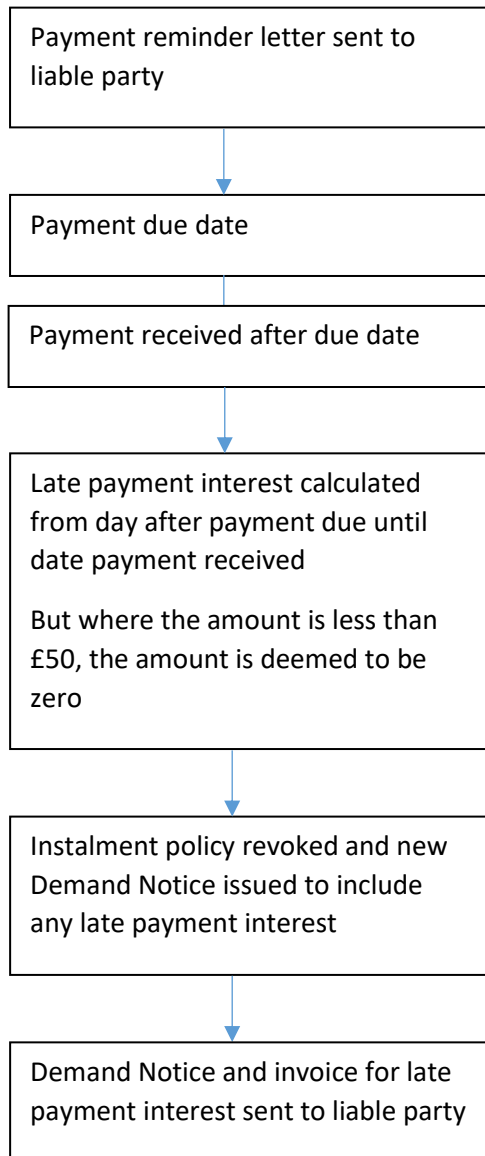 Payment reminder letter sent to
liable party
Payment due date
Payment received after due date
Late payment interest calculated
from day after payment due until
date payment received
But where the amount is less than
£50, the amount is deemed to be
zero
Instalment policy revoked and new
Demand Notice issued to include
any late payment interest
Demand Notice and invoice for late
payment interest sent to liable party